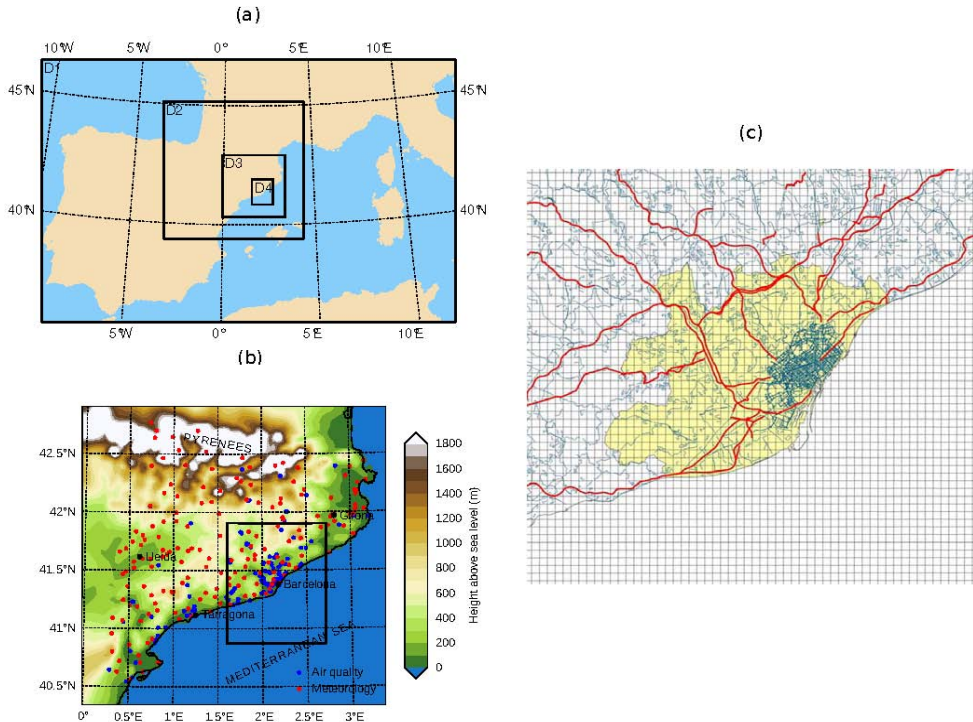 (a)
10°W 5°W 0° 5°E 10°E
D1
45°N 45°N
D2
D3
D4
40°N 40°N
5°W 0° 5°E 10°E
(b)
PYRENEES
42.5°N
42°N
Girona
41.5°N
Lleida
Barcelona
Tarragona
41°N
MEDITERRANEAN SEA
40.5°N
Air quality
Meteorology
0° 0.5°E 1°E 1.5°E 2°E 2.5°E 3°E
1800
1600
1400
1200
1000
800
600
400
200
0
Height above sea level (m)
(c)